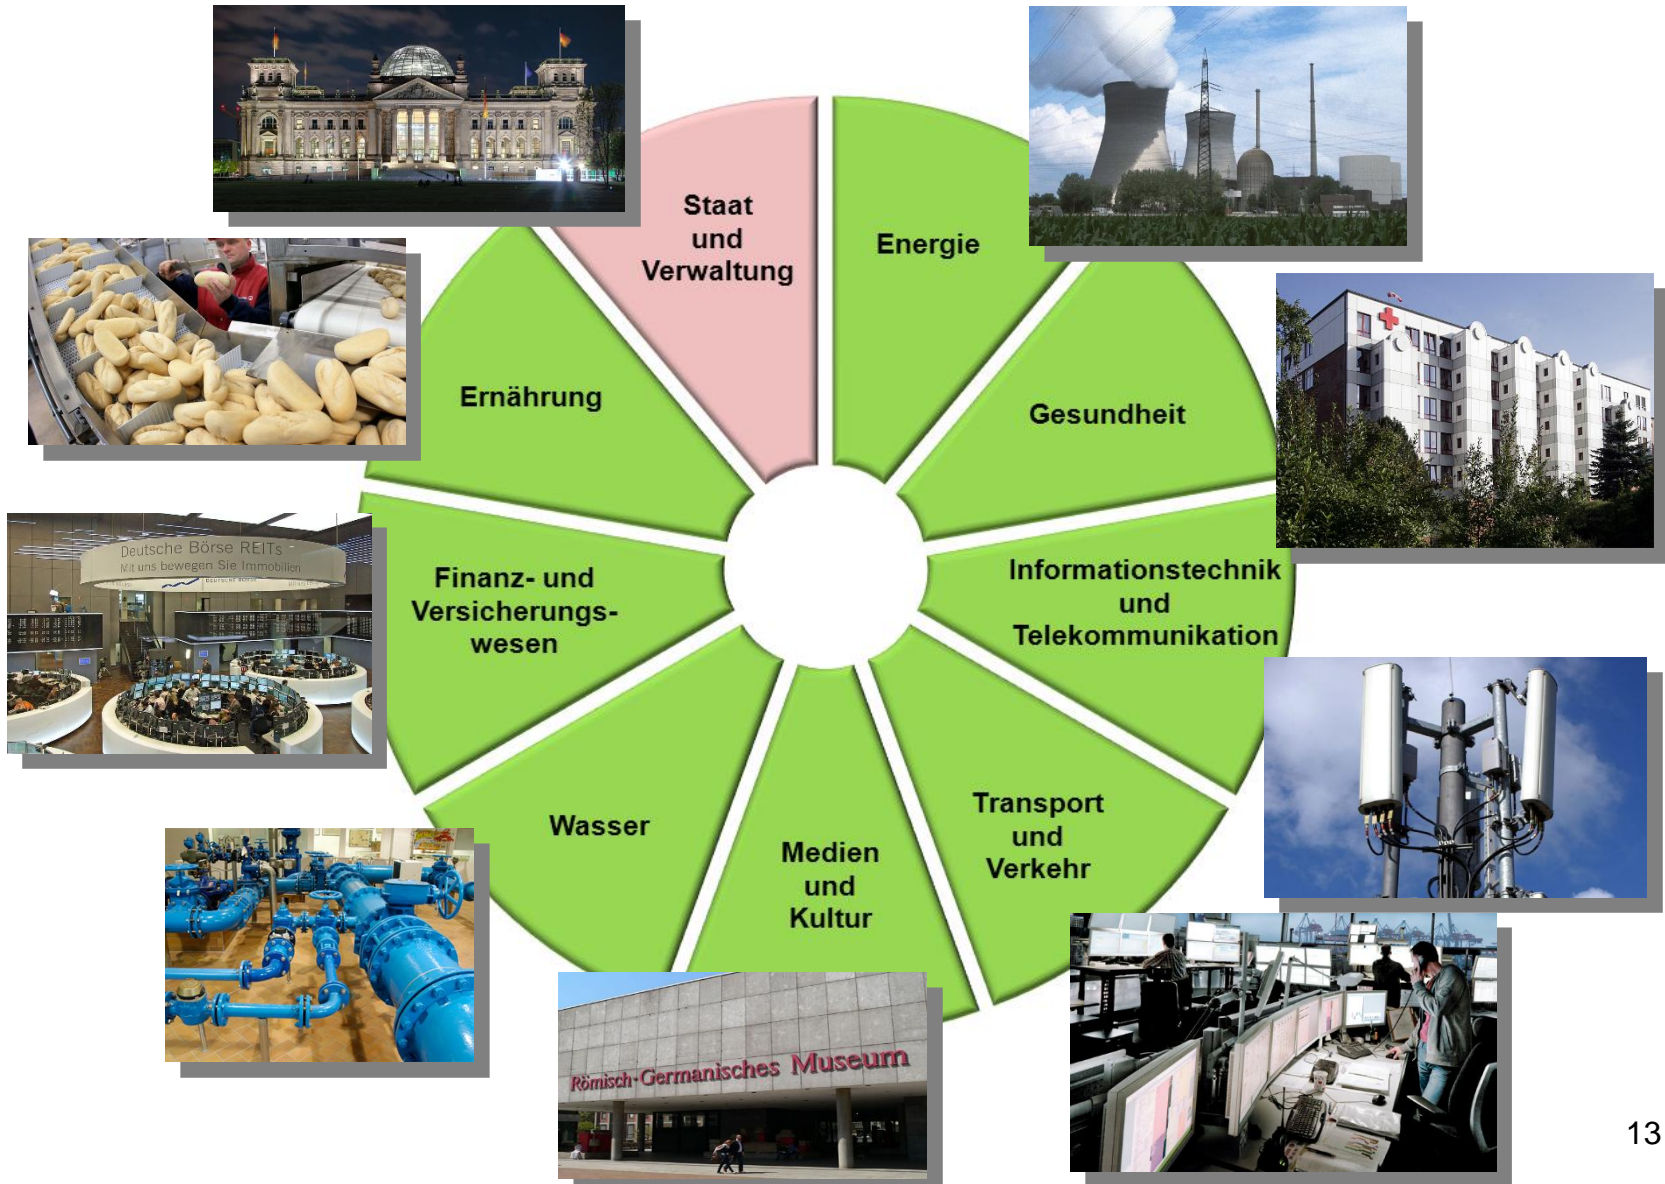 Staat
und
Verwaltung
Energie
Ernährung
Gesundheit
Deutsche Börse REITs
Mit uns bewegen Sie Immobilien
Finanz- und
Versicherungs-
wesen
Informationstechnik
und
Telekommunikation
Wasser
Transport
und
Verkehr
Medien
und
Kultur
Römisch-Germanisches Museum
13